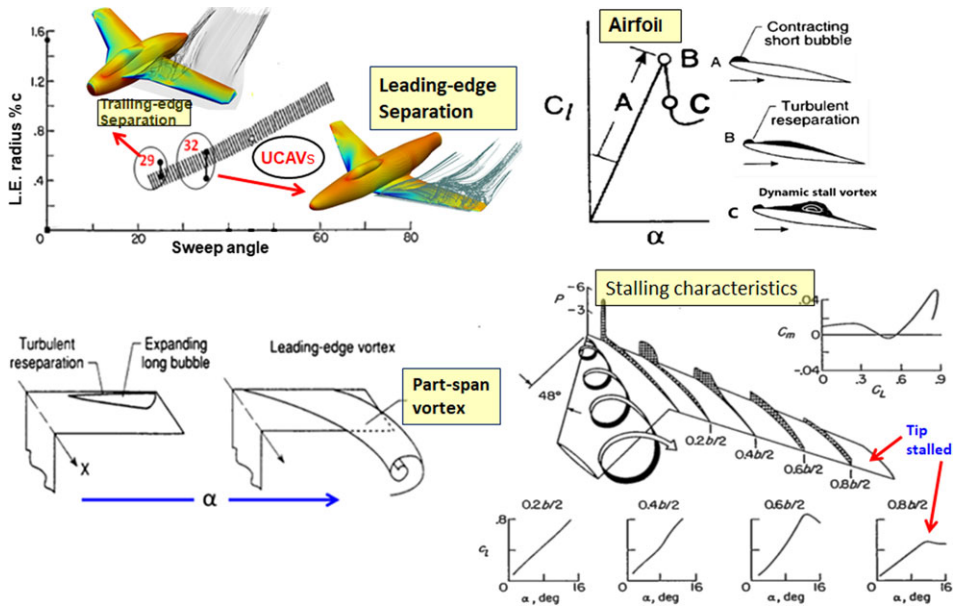 1.6
1.2
.8
.4
0
L.E. radius % c
0
20
40
60
80
Sweep angle
Trailing-edge
Separation
29
32
UCAVs
Leading-edge
Separation
Airfoil
Cl
A
B
C
α
Contracting
short bubble
A
Turbulent
reseparation
B
Dynamic stall vortex
C
Turbulent
reseparation
Expanding
long bubble
X
Leading-edge vortex
Part-span
vortex
α
Stalling characteristics
P
-6
-3
48°
0.2b/2
0.4b/2
0.6b/2
0.8b/2
Tip
stalled
.04
Cm
0
-.04
0
.3
.6
.9
CL
0.2b/2
0.4b/2
0.6b/2
0.8b/2
.8
cl
0
0
16
α, deg
0
16
α, deg
0
16
α, deg
0
16
α, deg